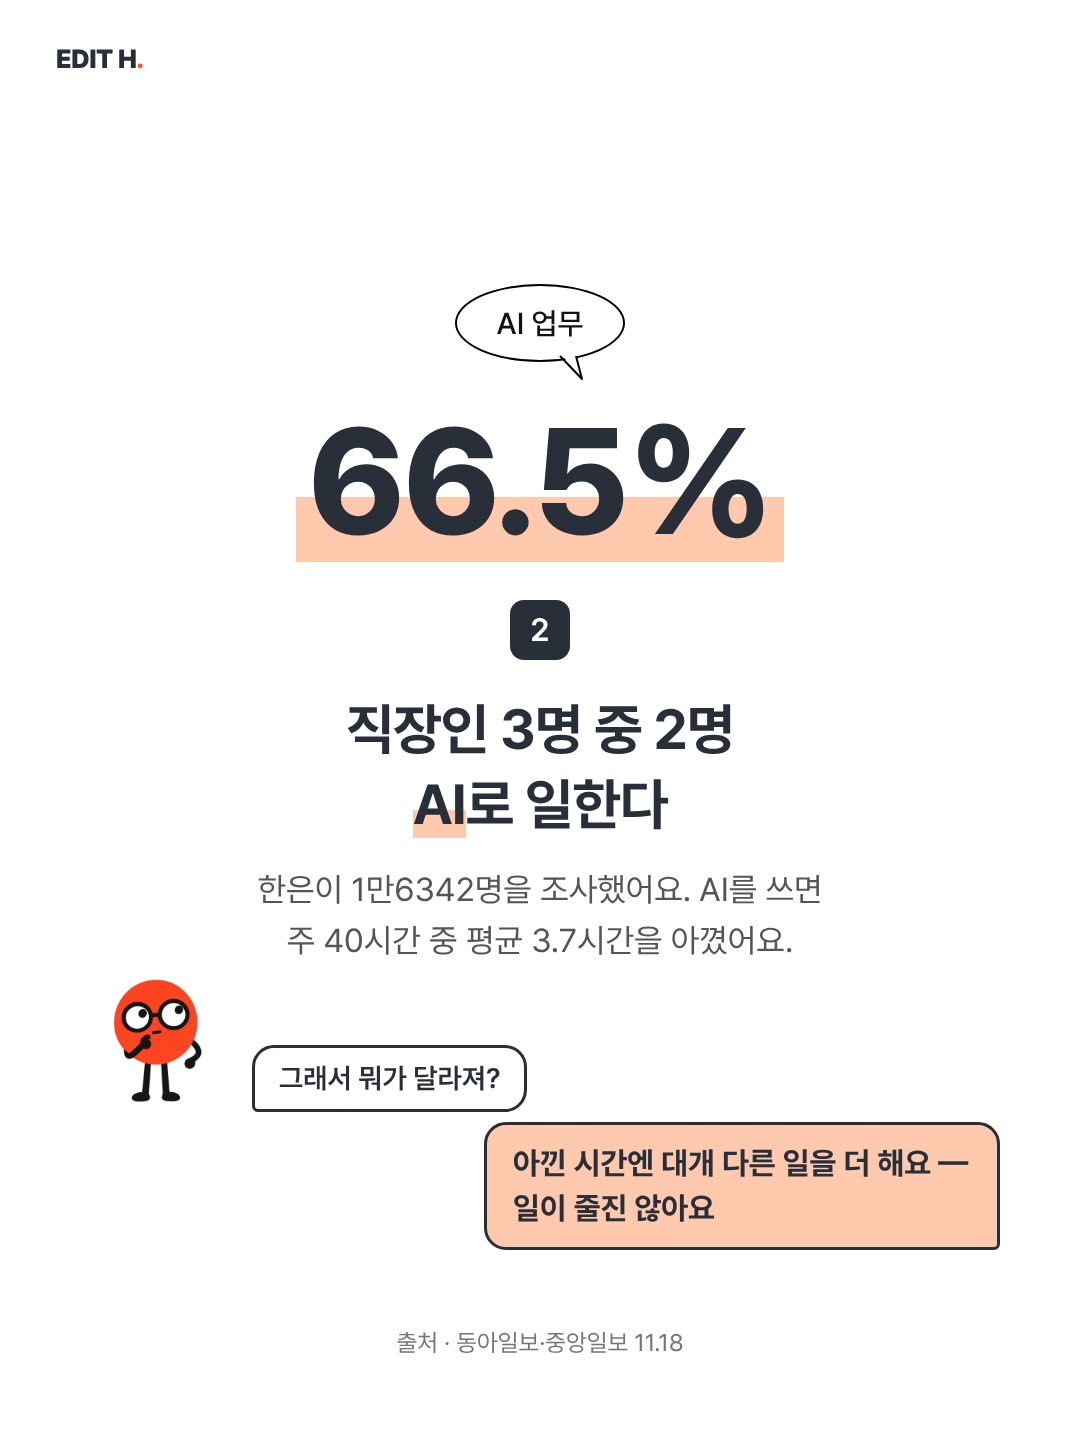 EDIT H.
AI 업무
66.5%
2
직장인 3명 중 2명
AI로 일한다
한은이 1만6342명을 조사했어요. AI를 쓰면
주 40시간 중 평균 3.7시간을 아꼈어요.
그래서 뭐가 달라져?
아낀 시간엔 대개 다른 일을 더 해요 —
일이 줄진 않아요
출처 · 동아일보·중앙일보 11.18